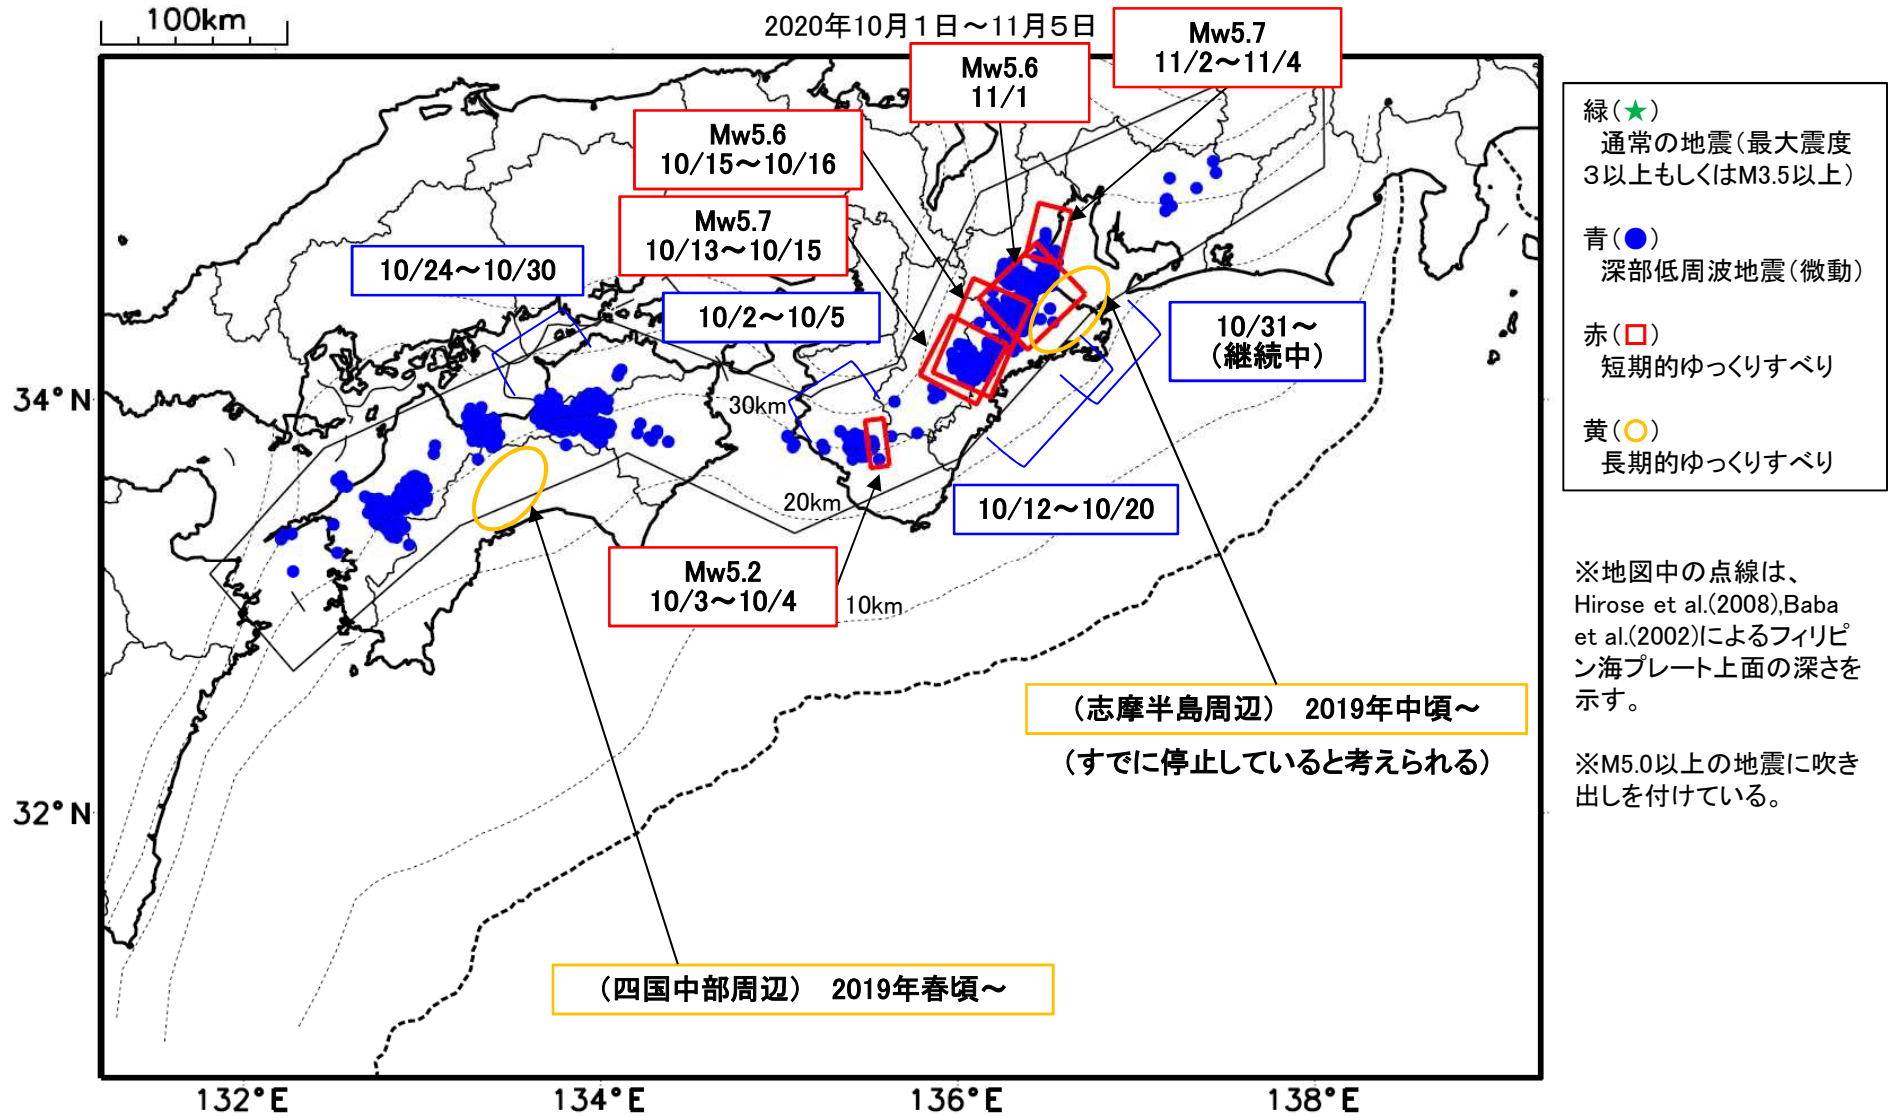 100km
2020年10月１日～11月５日
Mw5.7
11/2～11/4
Mw5.6
11/1
Mw5.6
10/15～10/16
Mw5.7
10/13～10/15
10/24～10/30
10/2～10/5
10/31～
（継続中）
34°N
30km
20km
10/12～10/20
Mw5.2
10/3～10/4
10km
（志摩半島周辺）　2019年中頃～
（すでに停止していると考えられる）
32°N
（四国中部周辺）　2019年春頃～
132°E
134°E
136°E
138°E
緑（★）
通常の地震（最大震度
３以上もしくはM3.5以上）
青（●）
深部低周波地震（微動）
赤（□）
短期的ゆっくりすべり
黄（○）
長期的ゆっくりすべり
※地図中の点線は、
Hirose et al.(2008),Baba
et al.(2002)によるフィリピ
ン海プレート上面の深さを
示す。
※M5.0以上の地震に吹き
出しを付けている。